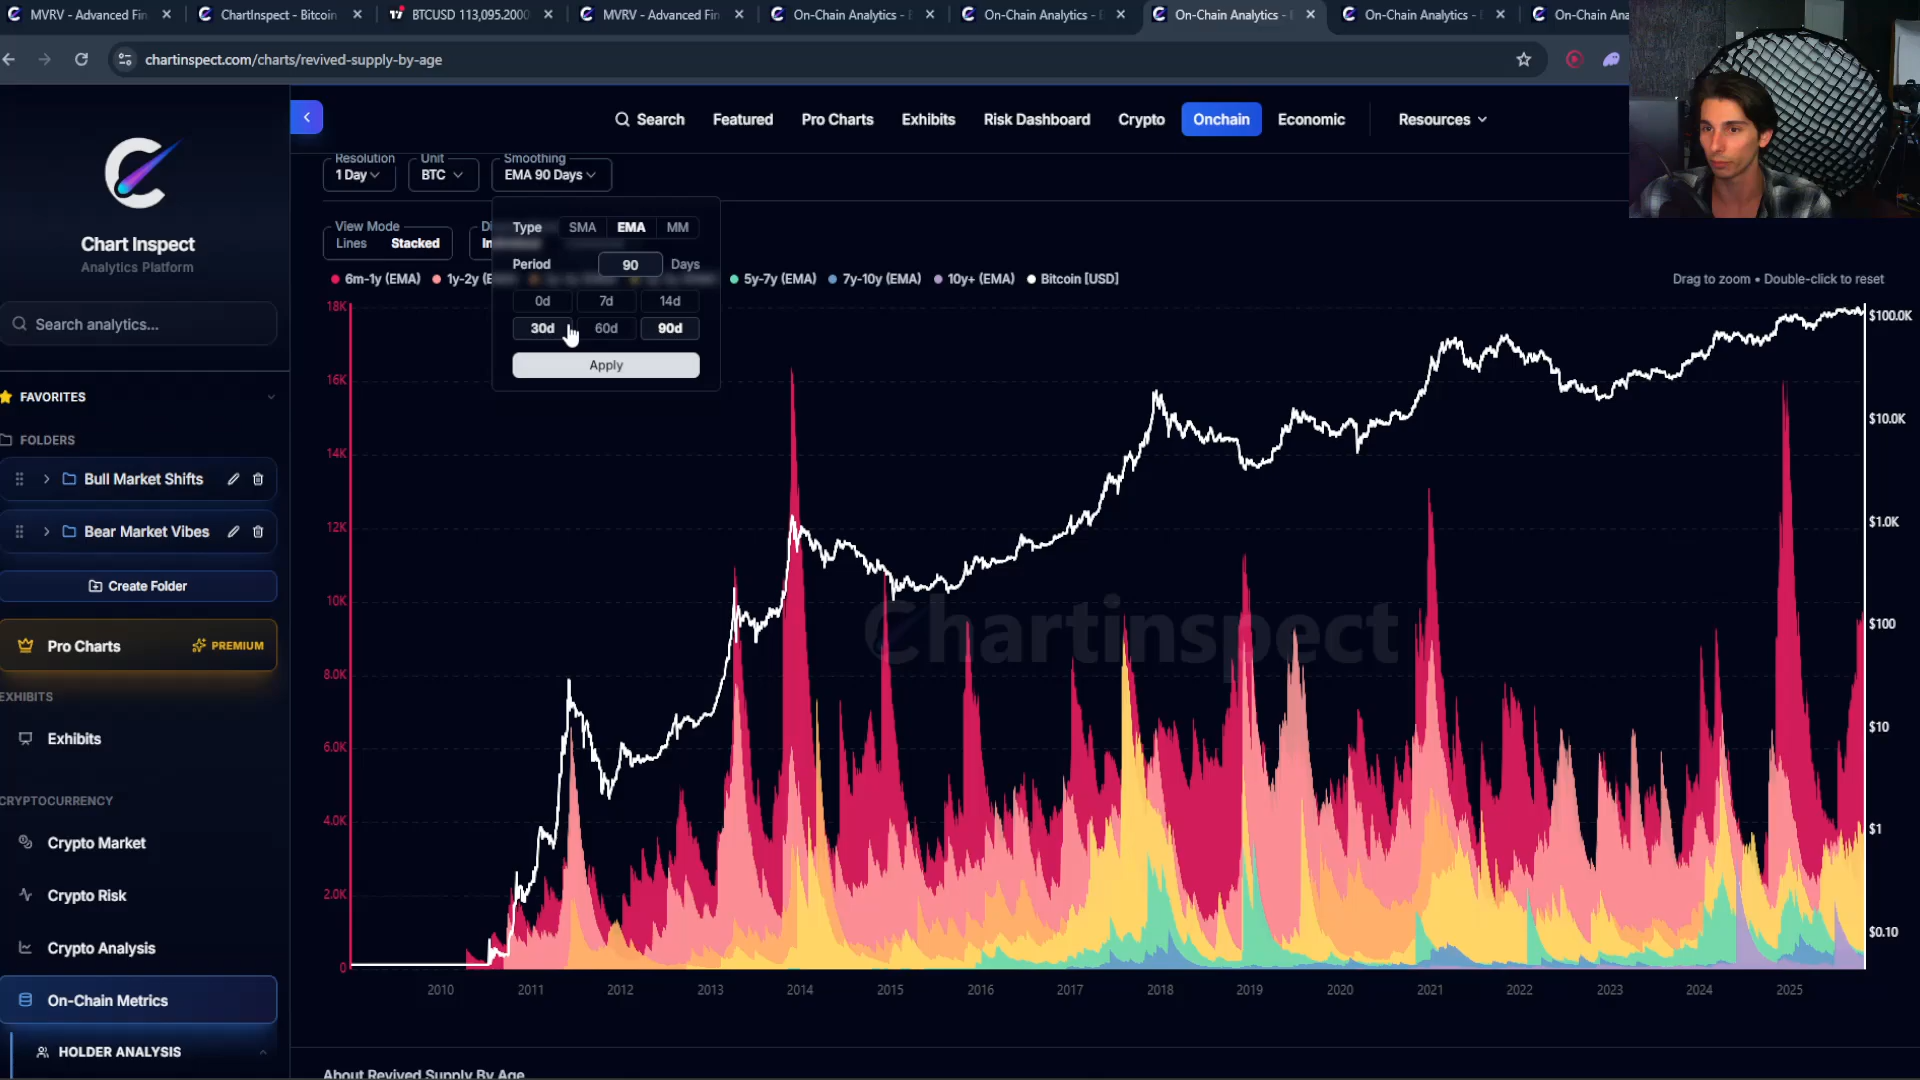 MVRV - Advanced Fin
ChartInspect - Bitcoin
BTCUSD 113,095.2000
MVRV - Advanced Fin
On-Chain Analytics -
On-Chain Analytics -
On-Chain Analytics -
On-Chain Analytics -
On-Chain Ana
chartinspect.com/charts/revived-supply-by-age
Search
Featured
Pro Charts
Exhibits
Risk Dashboard
Crypto
Onchain
Economic
Resources
Chart Inspect
Analytics Platform
Search analytics...
FAVORITES
FOLDERS
Bull Market Shifts
Bear Market Vibes
Create Folder
Pro Charts PREMIUM
EXHIBITS
Exhibits
CRYPTOCURRENCY
Crypto Market
Crypto Risk
Crypto Analysis
On-Chain Metrics
HOLDER ANALYSIS
Resolution
1 Day
Unit
BTC
Smoothing
EMA 90 Days
View Mode
Lines Stacked
Type SMA EMA MM
Period 90 Days
0d 7d 14d
30d 60d 90d
Apply
6m-1y (EMA) 1y-2y (E 5y-7y (EMA) 7y-10y (EMA) 10y+ (EMA) Bitcoin [USD]
Drag to zoom • Double-click to reset
18K
16K
14K
12K
10K
8.0K
6.0K
4.0K
2.0K
0
$100.0K
$10.0K
$1.0K
$100
$10
$1
$0.10
Chartinspect
2010 2011 2012 2013 2014 2015 2016 2017 2018 2019 2020 2021 2022 2023 2024 2025
About Revived Supply By Age